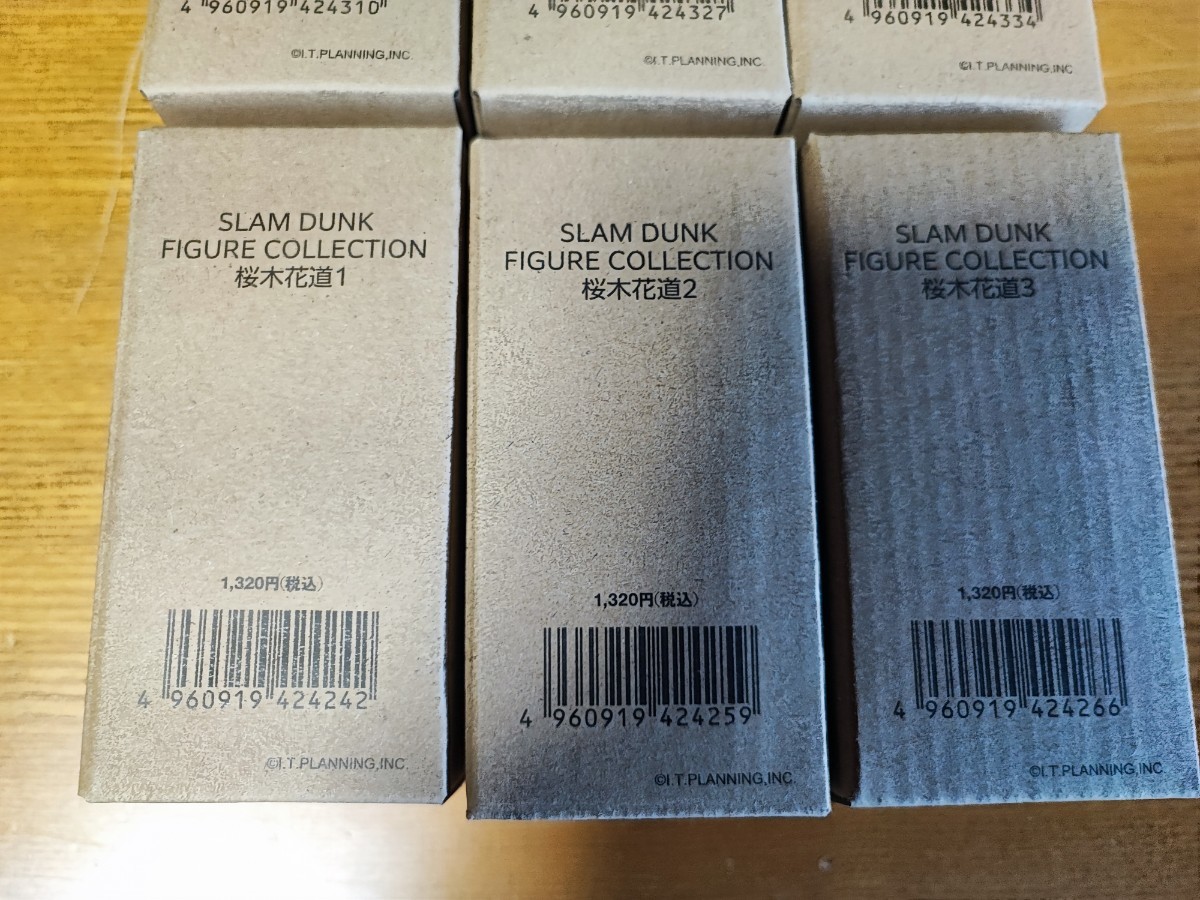 4 960919 424310
©I.T.PLANNING,INC.
4 960919 424327
©I.T.PLANNING,INC.
4 960919 424334
©I.T.PLANNING,INC
SLAM DUNK
FIGURE COLLECTION
桜木花道1
1,320円(税込)
4 960919 424242
©I.T.PLANNING,INC.
SLAM DUNK
FIGURE COLLECTION
桜木花道2
1,320円(税込)
4 960919 424259
©I.T.PLANNING,INC.
SLAM DUNK
FIGURE COLLECTION
桜木花道3
1,320円(税込)
4 960919 424266
©I.T.PLANNING,INC.